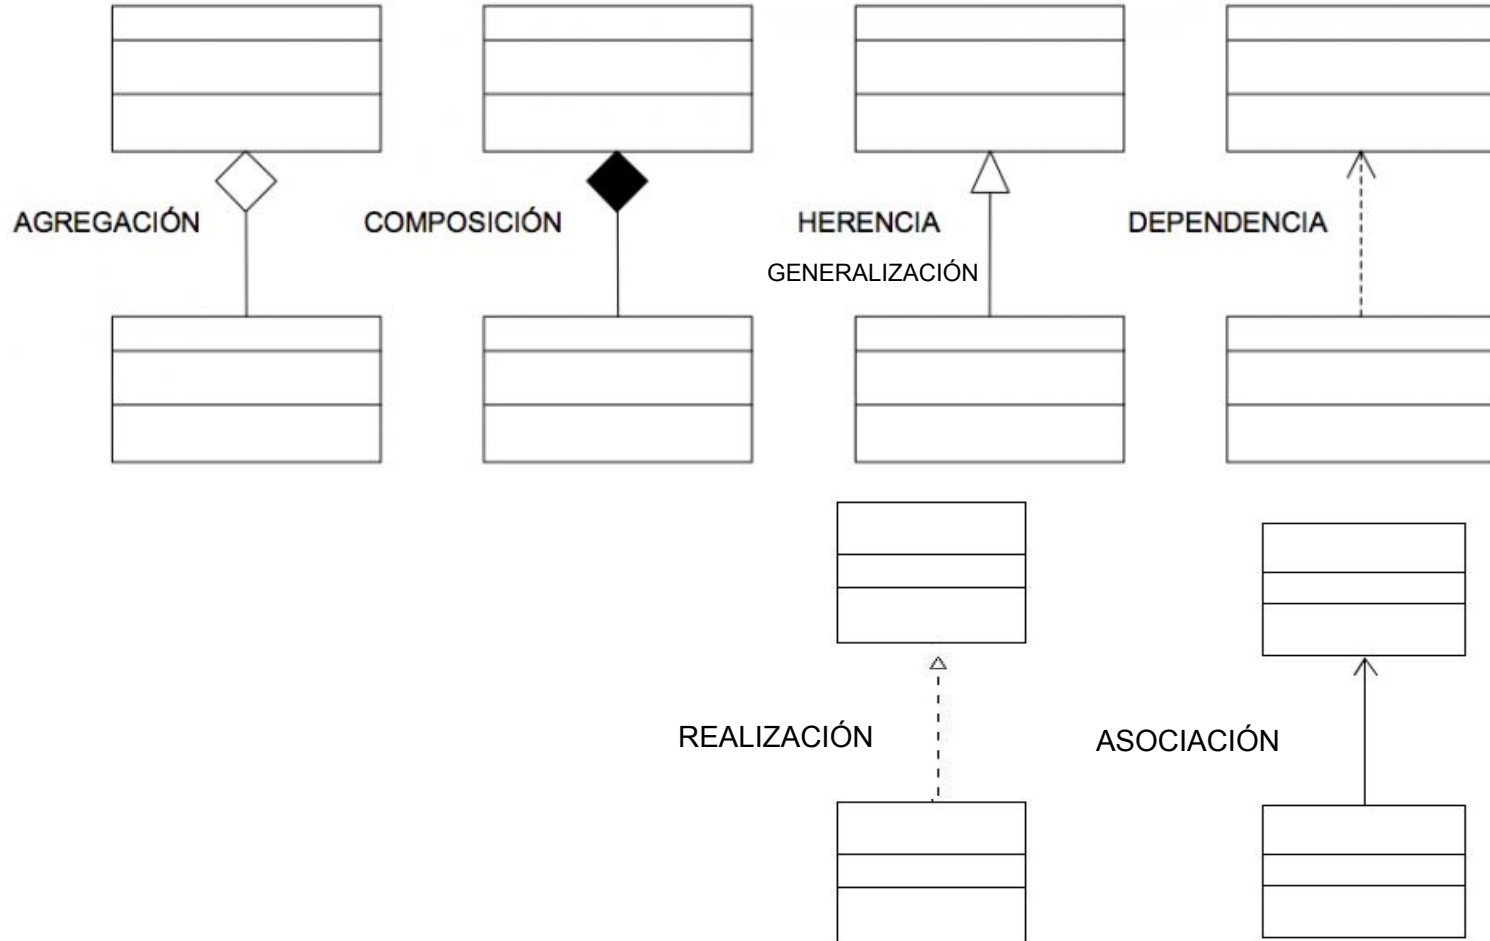 AGREGACIÓN
COMPOSICIÓN
HERENCIA
GENERALIZACIÓN
DEPENDENCIA
REALIZACIÓN
ASOCIACIÓN